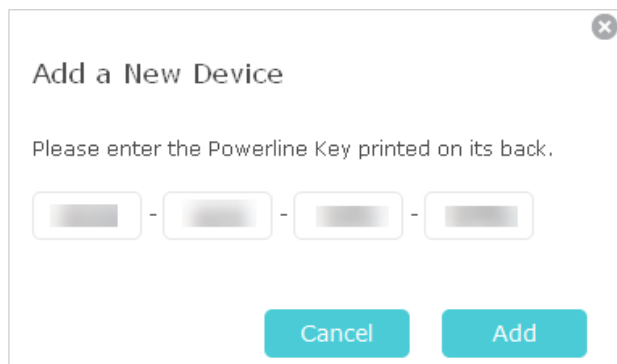 Add a New Device
Please enter the Powerline Key printed on its back.
- - -
Cancel Add